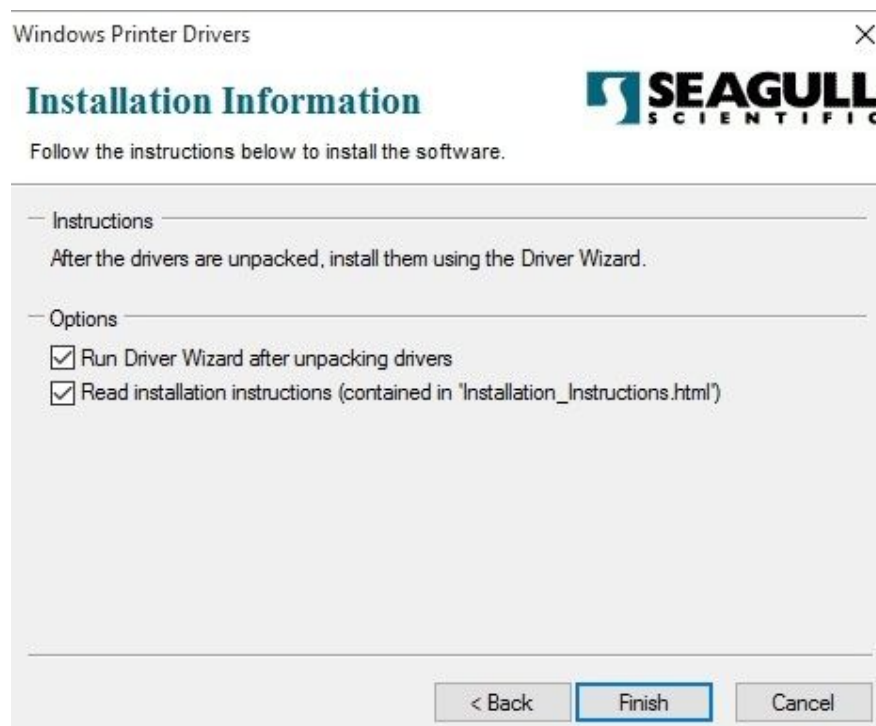 Windows Printer Drivers
Installation Information
SEAGULL
SCIENTIFIC
Follow the instructions below to install the software.
Instructions
After the drivers are unpacked, install them using the Driver Wizard.
Options
Run Driver Wizard after unpacking drivers
Read installation instructions (contained in 'Installation_Instructions.html')
< Back
Finish
Cancel